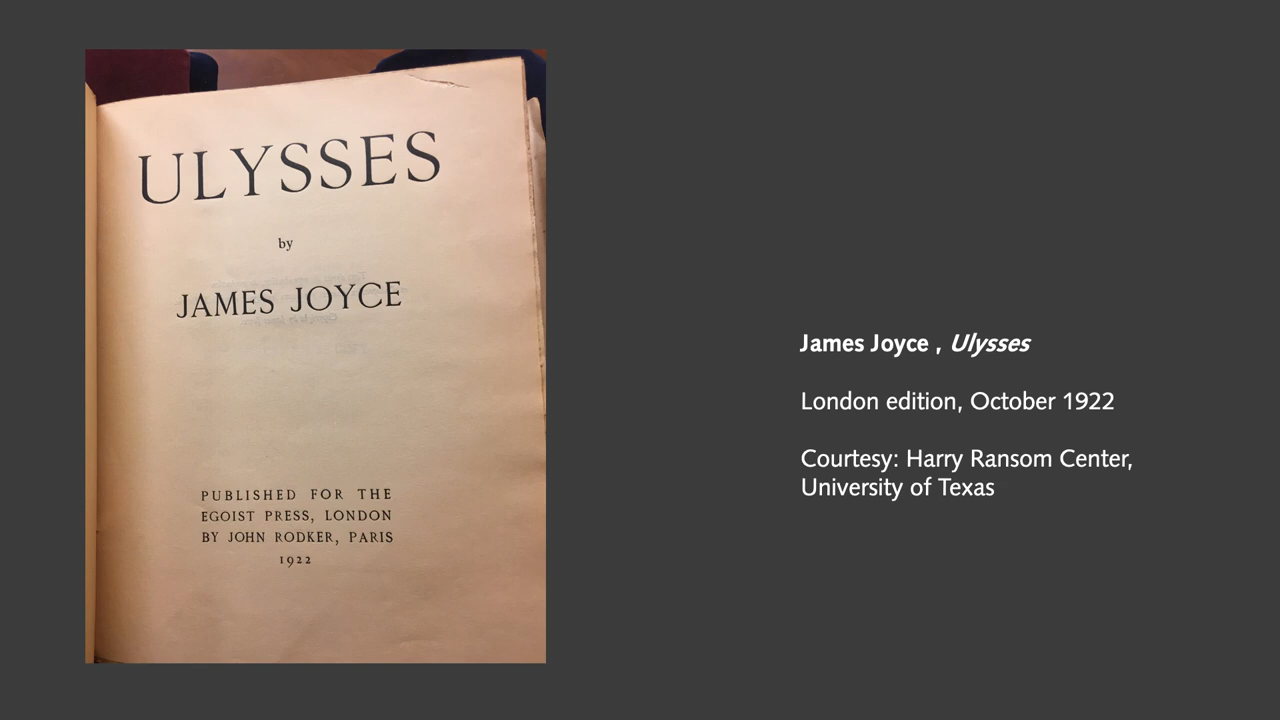 ULYSSES
by
JAMES JOYCE
PUBLISHED FOR THE
EGOIST PRESS, LONDON
BY JOHN RODKER, PARIS
1922
James Joyce , Ulysses
London edition, October 1922
Courtesy: Harry Ransom Center,
University of Texas